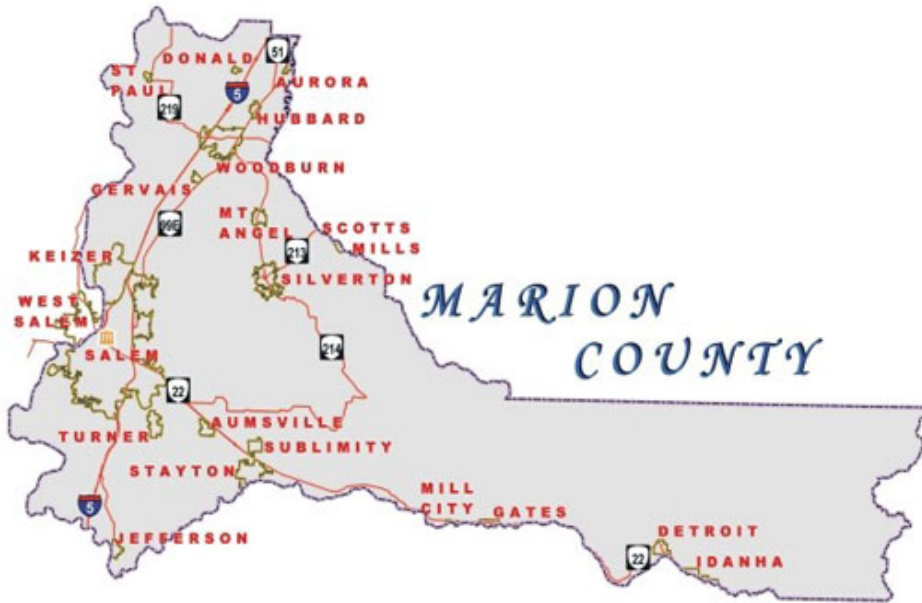 DONALD
51
ST
PAUL
5
AURORA
219
HUBBARD
WOODBURN
GERVAIS
99E
MT
ANGEL
SCOTTS
MILLS
213
KEIZER
SILVERTON
WEST
SALEM
MARION
COUNTY
SALEM
214
22
AUMSVILLE
TURNER
SUBLIMITY
STAYTON
MILL
CITY
GATES
5
JEFFERSON
DETROIT
22
IDANHA